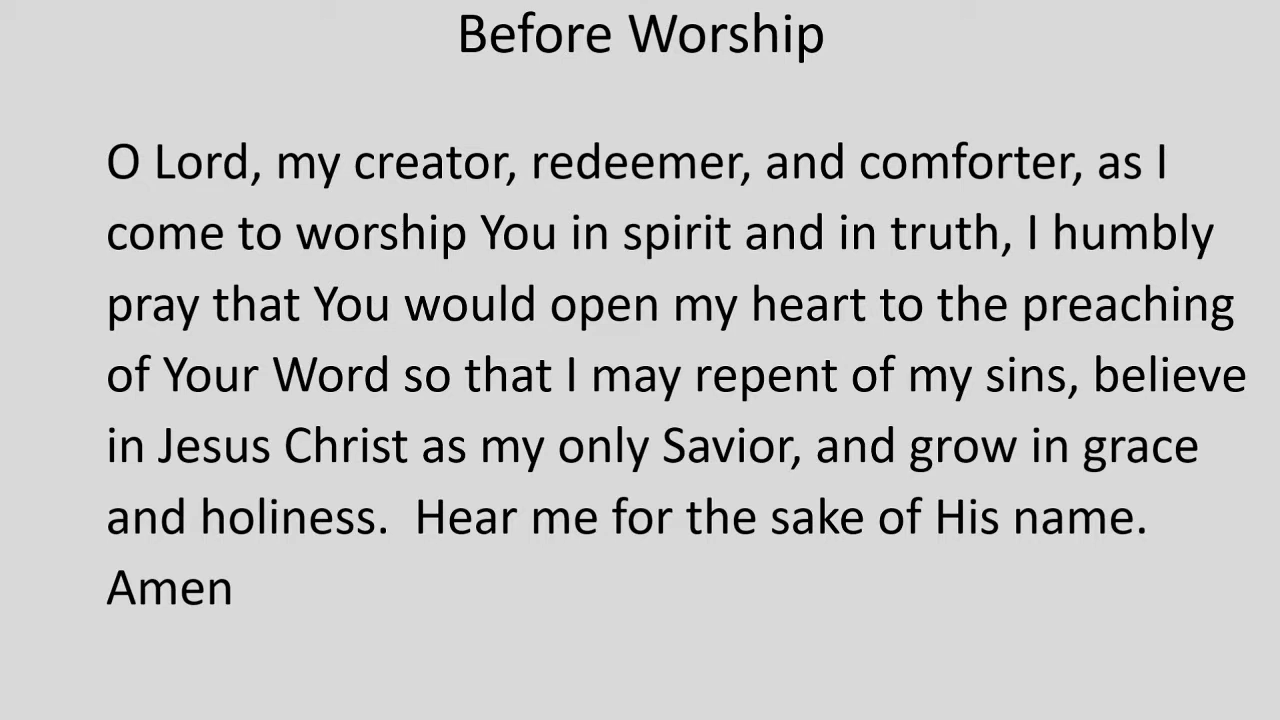 Before Worship
O Lord, my creator, redeemer, and comforter, as I
come to worship You in spirit and in truth, I humbly
pray that You would open my heart to the preaching
of Your Word so that I may repent of my sins, believe
in Jesus Christ as my only Savior, and grow in grace
and holiness.  Hear me for the sake of His name.
Amen